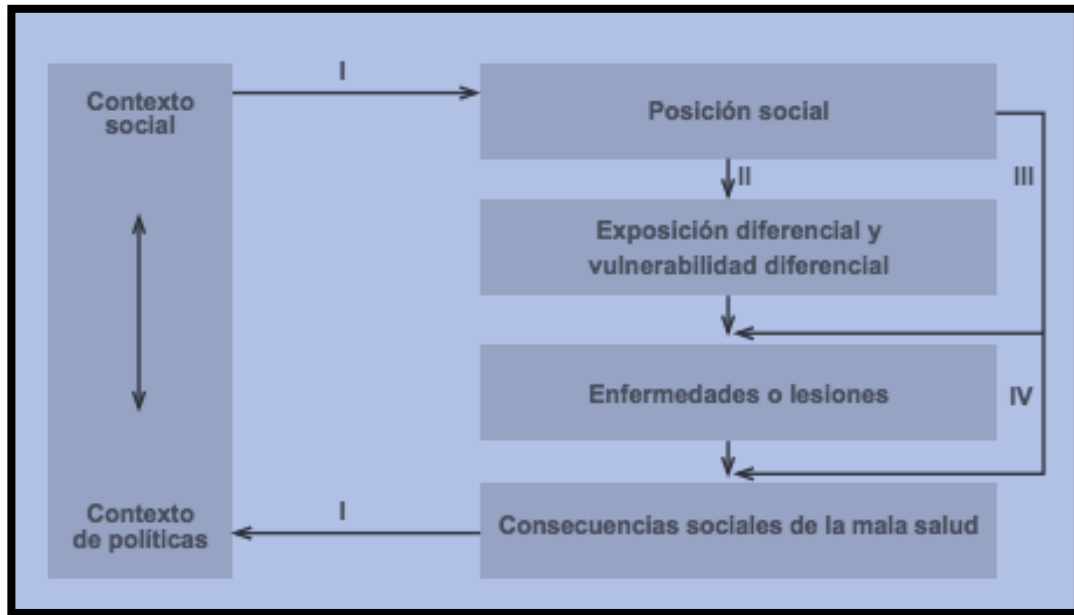 Contexto
social
I
Posición social
II
III
Exposición diferencial y
vulnerabilidad diferencial
Enfermedades o lesiones
IV
Contexto
de políticas
I
Consecuencias sociales de la mala salud